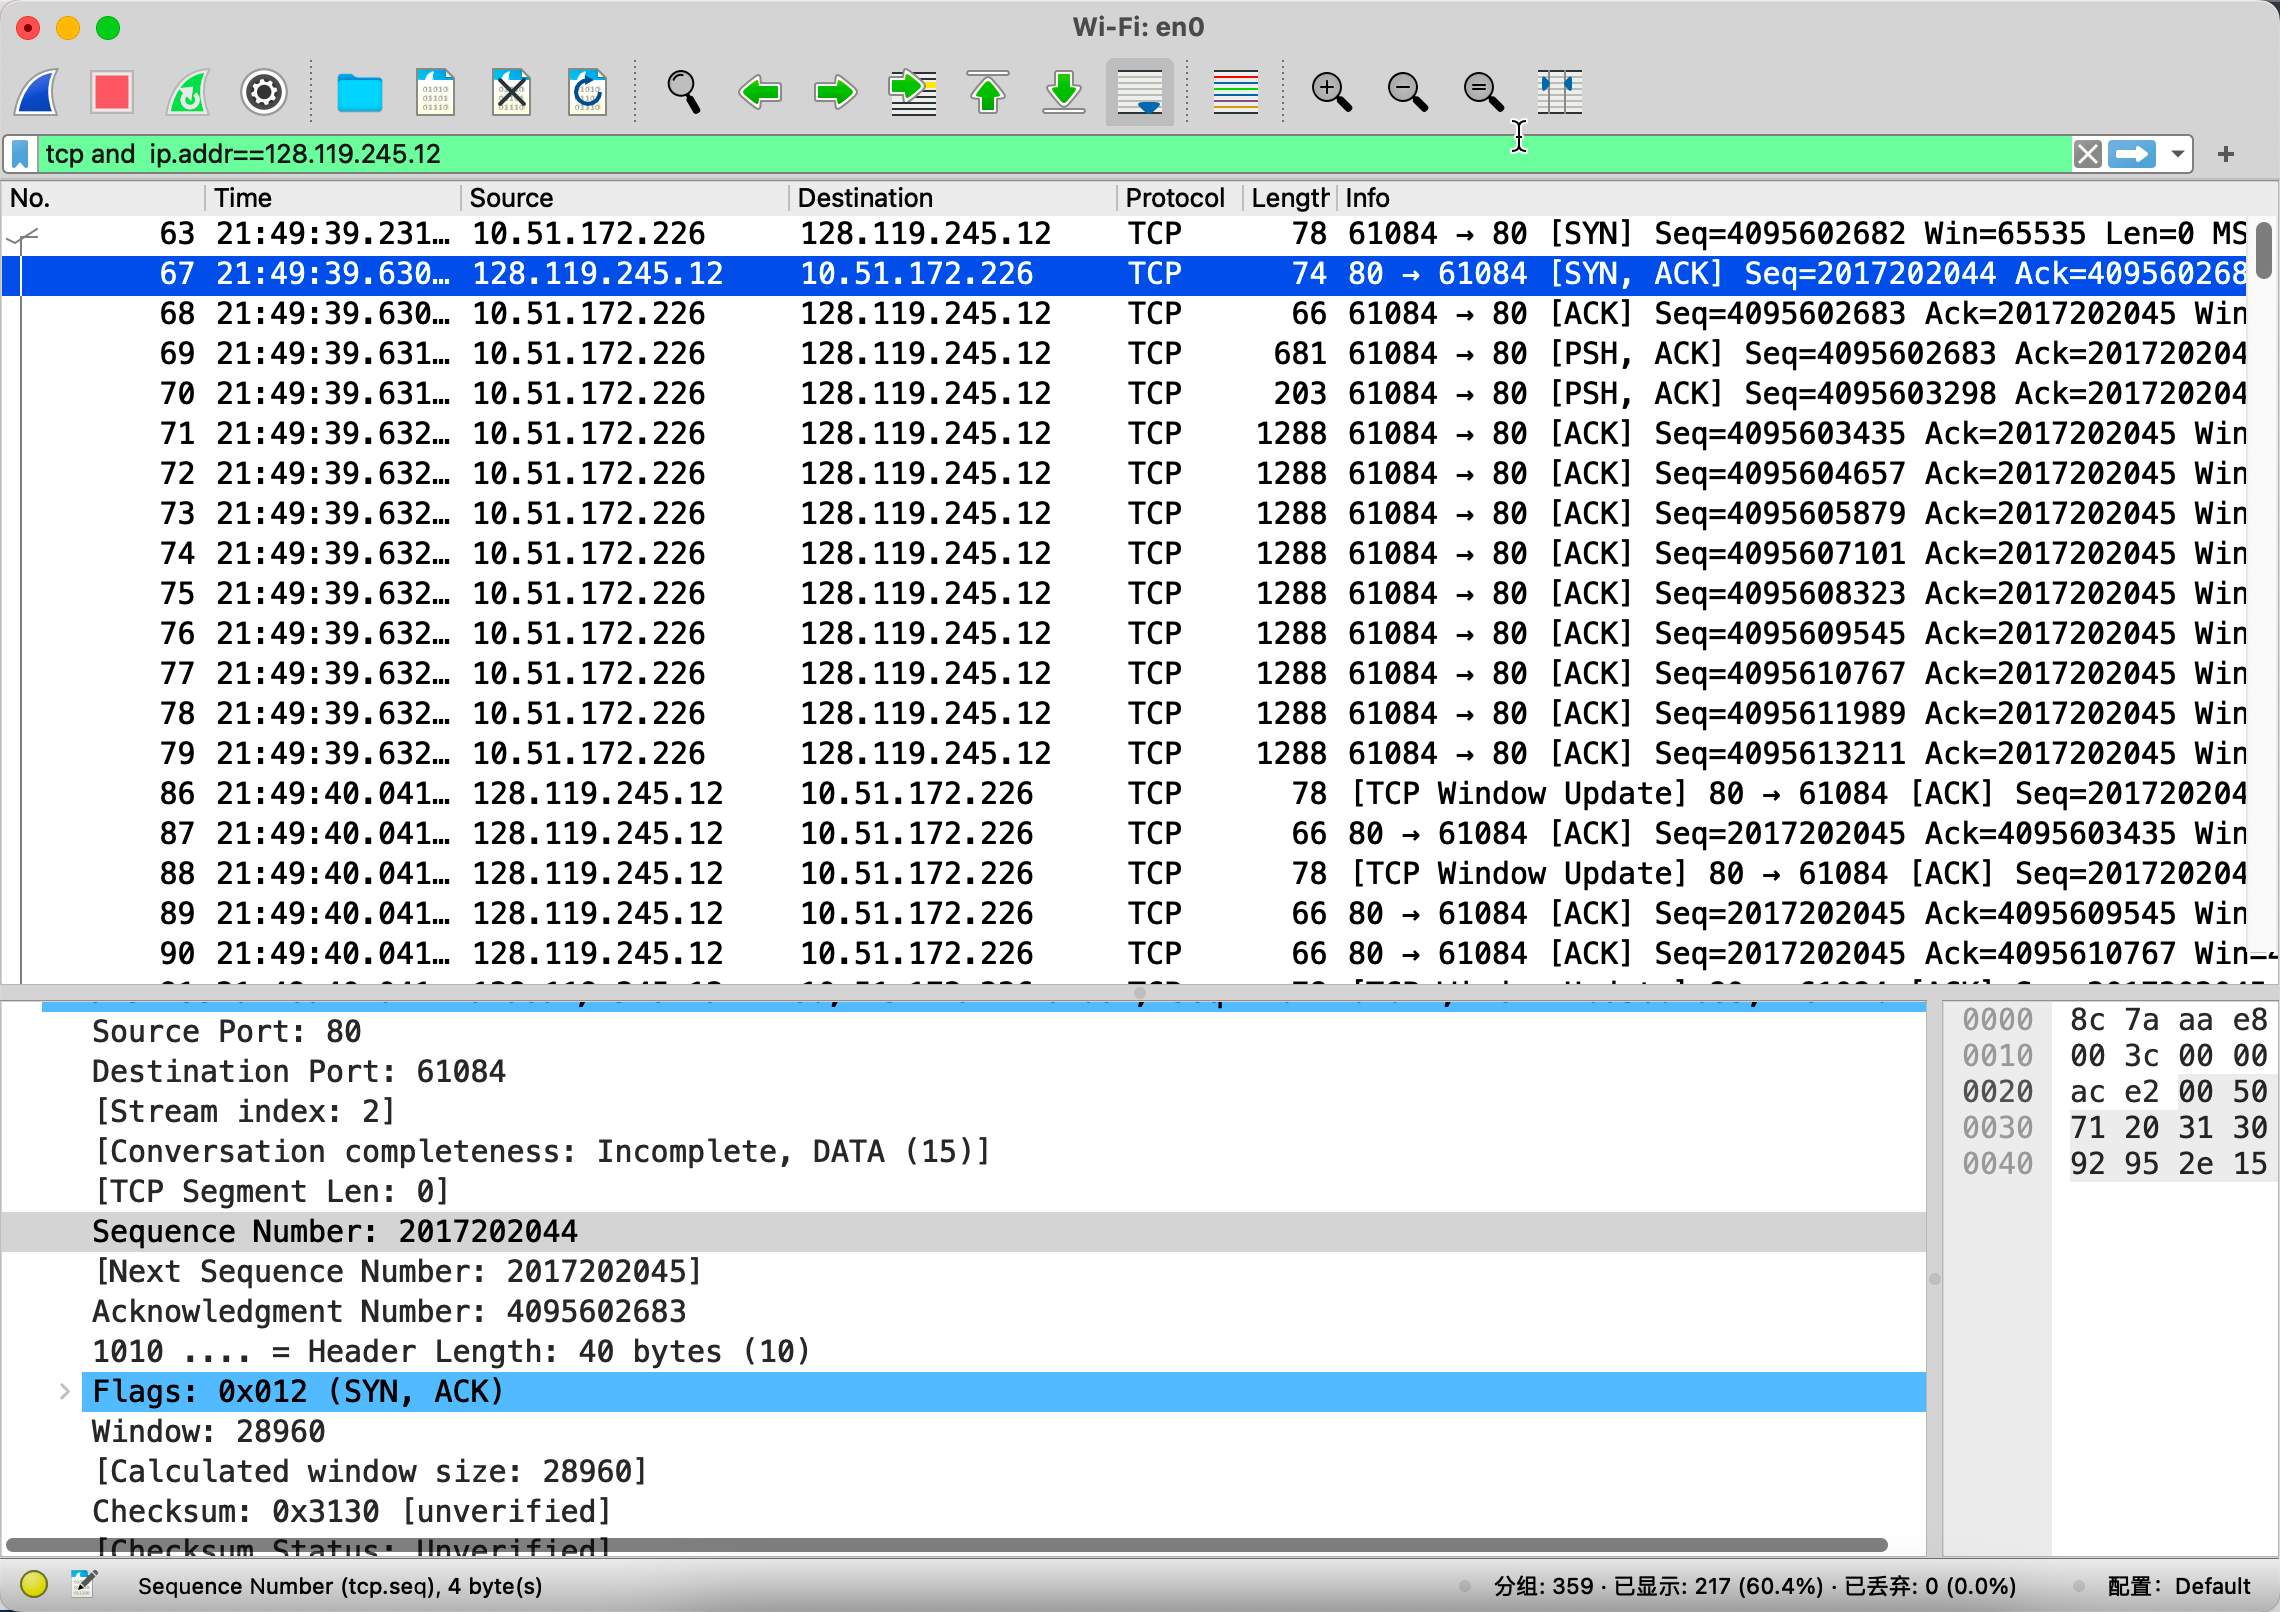 Wi-Fi: en0
tcp and  ip.addr==128.119.245.12
No. Time Source Destination Protocol Length Info
63 21:49:39.231… 10.51.172.226 128.119.245.12 TCP 78 61084 → 80 [SYN] Seq=4095602682 Win=65535 Len=0 MS
67 21:49:39.630… 128.119.245.12 10.51.172.226 TCP 74 80 → 61084 [SYN, ACK] Seq=2017202044 Ack=409560268
68 21:49:39.630… 10.51.172.226 128.119.245.12 TCP 66 61084 → 80 [ACK] Seq=4095602683 Ack=2017202045 Win
69 21:49:39.631… 10.51.172.226 128.119.245.12 TCP 681 61084 → 80 [PSH, ACK] Seq=4095602683 Ack=201720204
70 21:49:39.631… 10.51.172.226 128.119.245.12 TCP 203 61084 → 80 [PSH, ACK] Seq=4095603298 Ack=201720204
71 21:49:39.632… 10.51.172.226 128.119.245.12 TCP 1288 61084 → 80 [ACK] Seq=4095603435 Ack=2017202045 Win
72 21:49:39.632… 10.51.172.226 128.119.245.12 TCP 1288 61084 → 80 [ACK] Seq=4095604657 Ack=2017202045 Win
73 21:49:39.632… 10.51.172.226 128.119.245.12 TCP 1288 61084 → 80 [ACK] Seq=4095605879 Ack=2017202045 Win
74 21:49:39.632… 10.51.172.226 128.119.245.12 TCP 1288 61084 → 80 [ACK] Seq=4095607101 Ack=2017202045 Win
75 21:49:39.632… 10.51.172.226 128.119.245.12 TCP 1288 61084 → 80 [ACK] Seq=4095608323 Ack=2017202045 Win
76 21:49:39.632… 10.51.172.226 128.119.245.12 TCP 1288 61084 → 80 [ACK] Seq=4095609545 Ack=2017202045 Win
77 21:49:39.632… 10.51.172.226 128.119.245.12 TCP 1288 61084 → 80 [ACK] Seq=4095610767 Ack=2017202045 Win
78 21:49:39.632… 10.51.172.226 128.119.245.12 TCP 1288 61084 → 80 [ACK] Seq=4095611989 Ack=2017202045 Win
79 21:49:39.632… 10.51.172.226 128.119.245.12 TCP 1288 61084 → 80 [ACK] Seq=4095613211 Ack=2017202045 Win
86 21:49:40.041… 128.119.245.12 10.51.172.226 TCP 78 [TCP Window Update] 80 → 61084 [ACK] Seq=201720204
87 21:49:40.041… 128.119.245.12 10.51.172.226 TCP 66 80 → 61084 [ACK] Seq=2017202045 Ack=4095603435 Win
88 21:49:40.041… 128.119.245.12 10.51.172.226 TCP 78 [TCP Window Update] 80 → 61084 [ACK] Seq=201720204
89 21:49:40.041… 128.119.245.12 10.51.172.226 TCP 66 80 → 61084 [ACK] Seq=2017202045 Ack=4095609545 Win
90 21:49:40.041… 128.119.245.12 10.51.172.226 TCP 66 80 → 61084 [ACK] Seq=2017202045 Ack=4095610767 Win=
Source Port: 80
Destination Port: 61084
[Stream index: 2]
[Conversation completeness: Incomplete, DATA (15)]
[TCP Segment Len: 0]
Sequence Number: 2017202044
[Next Sequence Number: 2017202045]
Acknowledgment Number: 4095602683
1010 .... = Header Length: 40 bytes (10)
Flags: 0x012 (SYN, ACK)
Window: 28960
[Calculated window size: 28960]
Checksum: 0x3130 [unverified]
[Checksum Status: Unverified]
0000 8c 7a aa e8
0010 00 3c 00 00
0020 ac e2 00 50
0030 71 20 31 30
0040 92 95 2e 15
Sequence Number (tcp.seq), 4 byte(s)
分组: 359 · 已显示: 217 (60.4%) · 已丢弃: 0 (0.0%)
配置: Default